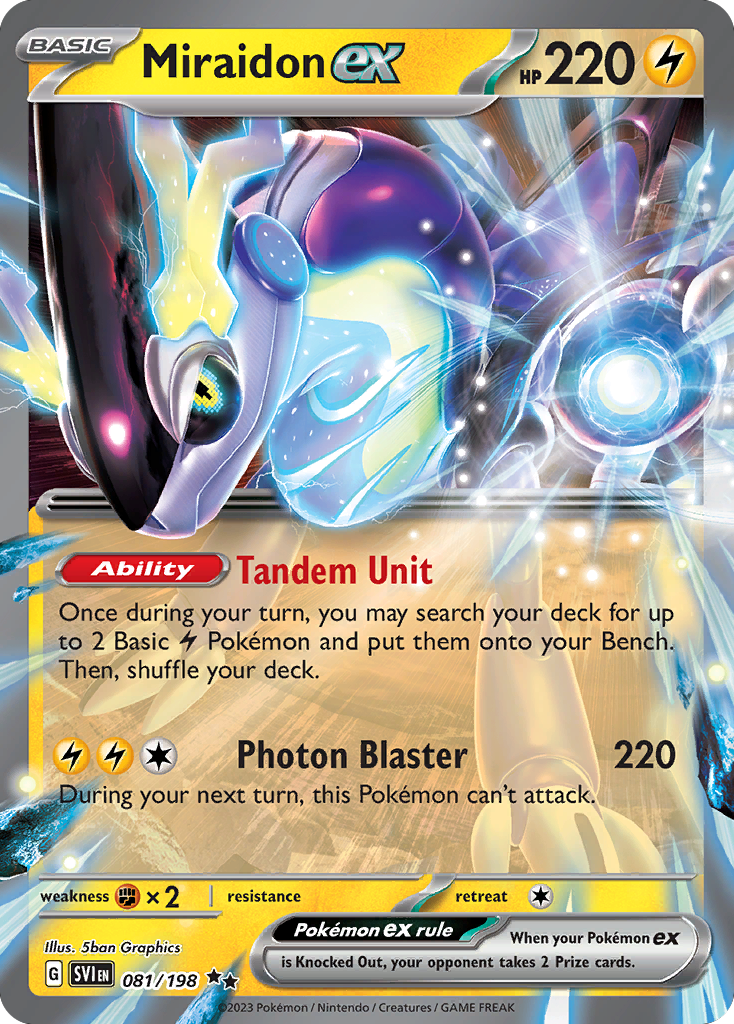 BASIC
Miraidon ex
HP 220
Ability Tandem Unit
Once during your turn, you may search your deck for up
to 2 Basic Pokémon and put them onto your Bench.
Then, shuffle your deck.
Photon Blaster 220
During your next turn, this Pokémon can't attack.
weakness ×2 resistance retreat
Illus. 5ban Graphics
G SVI EN 081/198
Pokémon ex rule When your Pokémon ex
is Knocked Out, your opponent takes 2 Prize cards.
©2023 Pokémon / Nintendo / Creatures / GAME FREAK